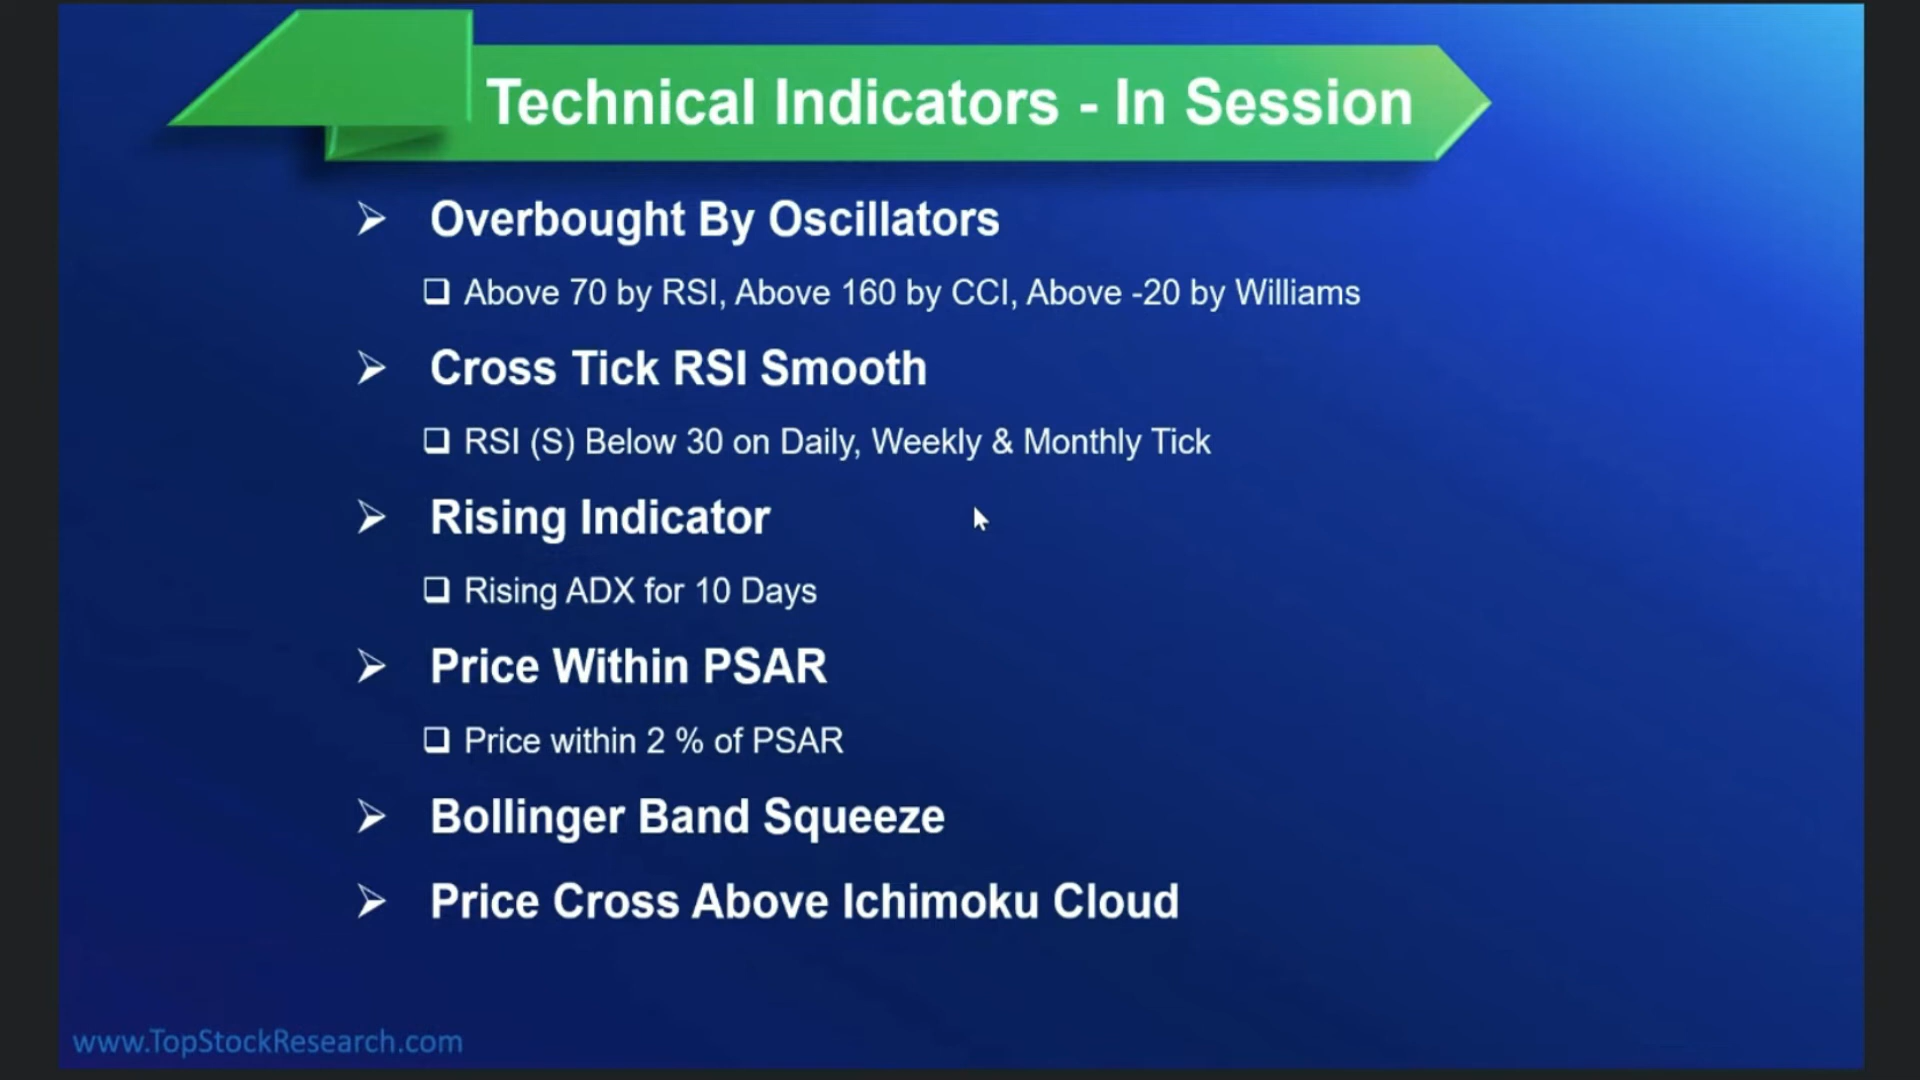 Technical Indicators - In Session
Overbought By Oscillators
Above 70 by RSI, Above 160 by CCI, Above -20 by Williams
Cross Tick RSI Smooth
RSI (S) Below 30 on Daily, Weekly & Monthly Tick
Rising Indicator
Rising ADX for 10 Days
Price Within PSAR
Price within 2 % of PSAR
Bollinger Band Squeeze
Price Cross Above Ichimoku Cloud
www.TopStockResearch.com